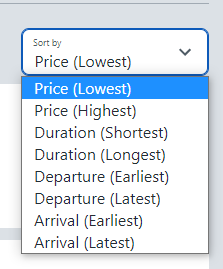 Sort by
Price (Lowest)
Price (Lowest)
Price (Highest)
Duration (Shortest)
Duration (Longest)
Departure (Earliest)
Departure (Latest)
Arrival (Earliest)
Arrival (Latest)